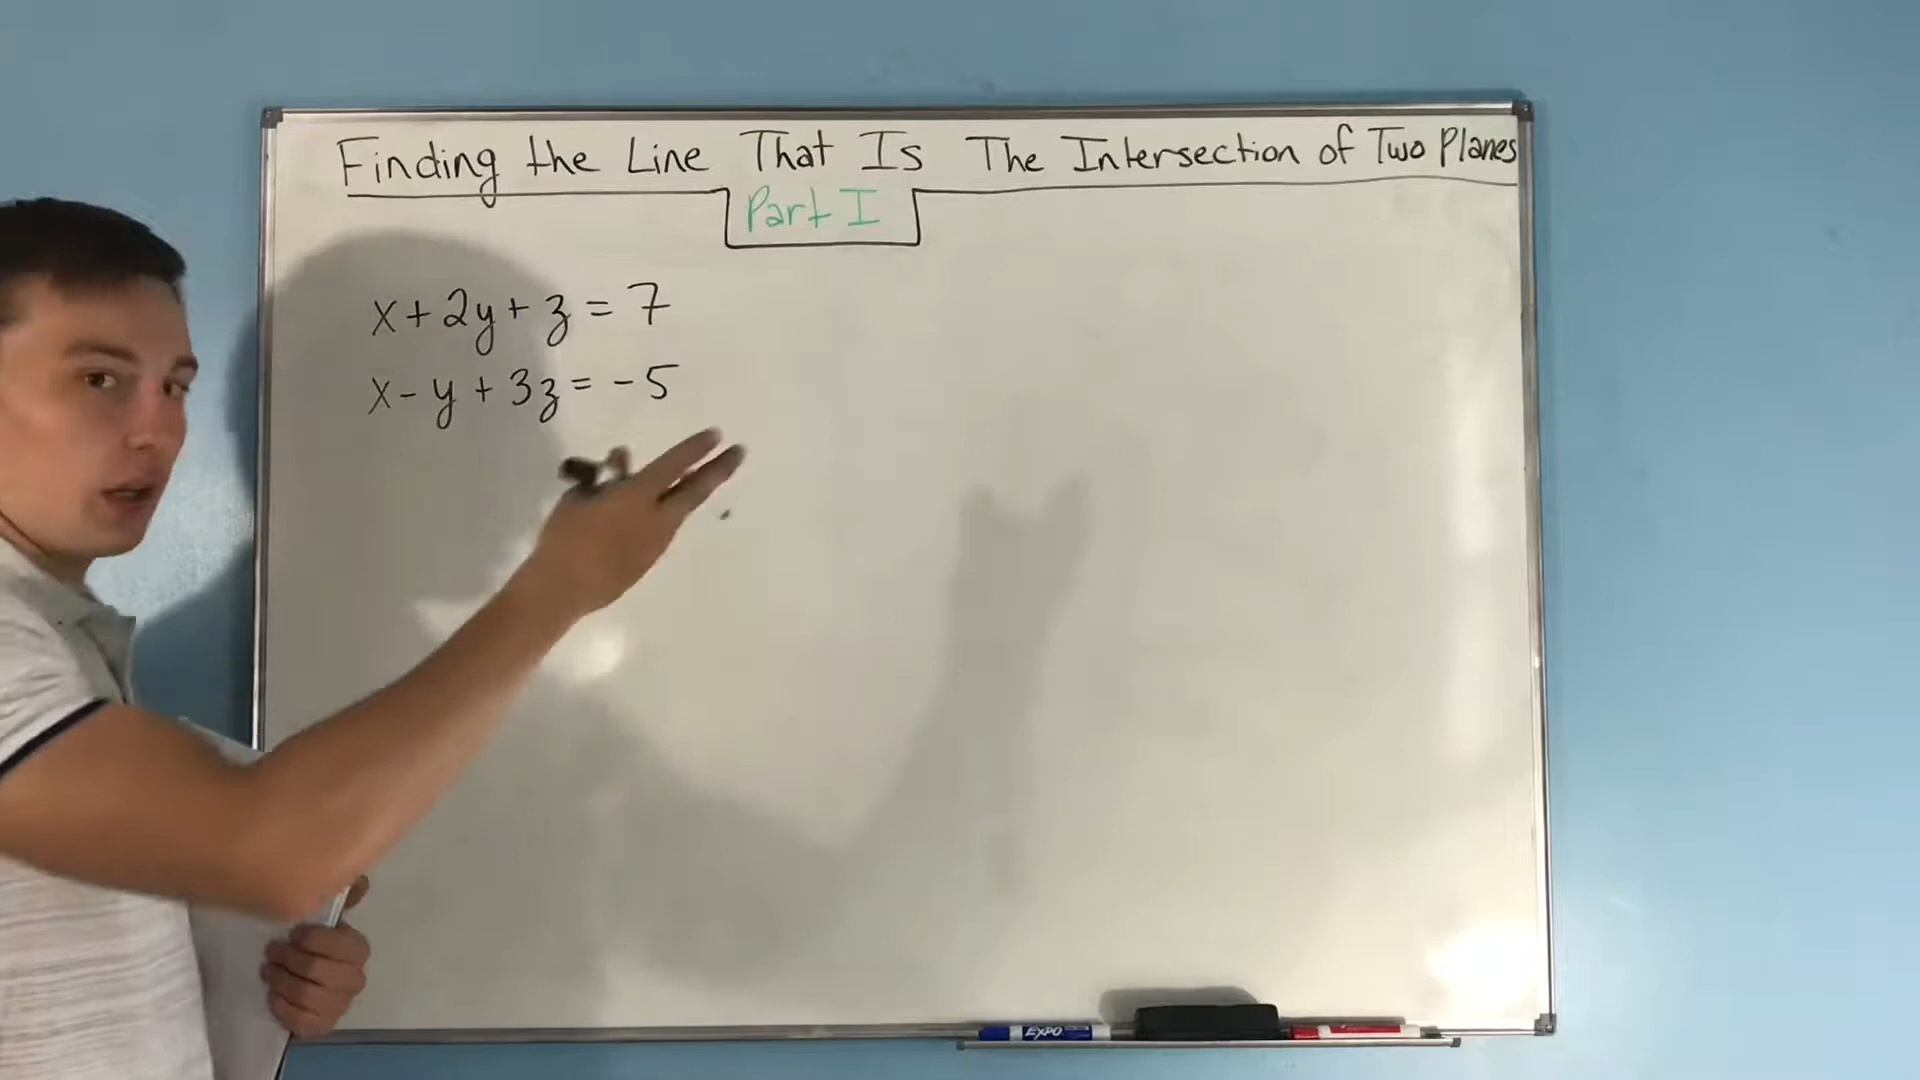 Finding the Line That Is The Intersection of Two Planes
Part I
x+2y+z=7
x-y+3z=-5
EXPO